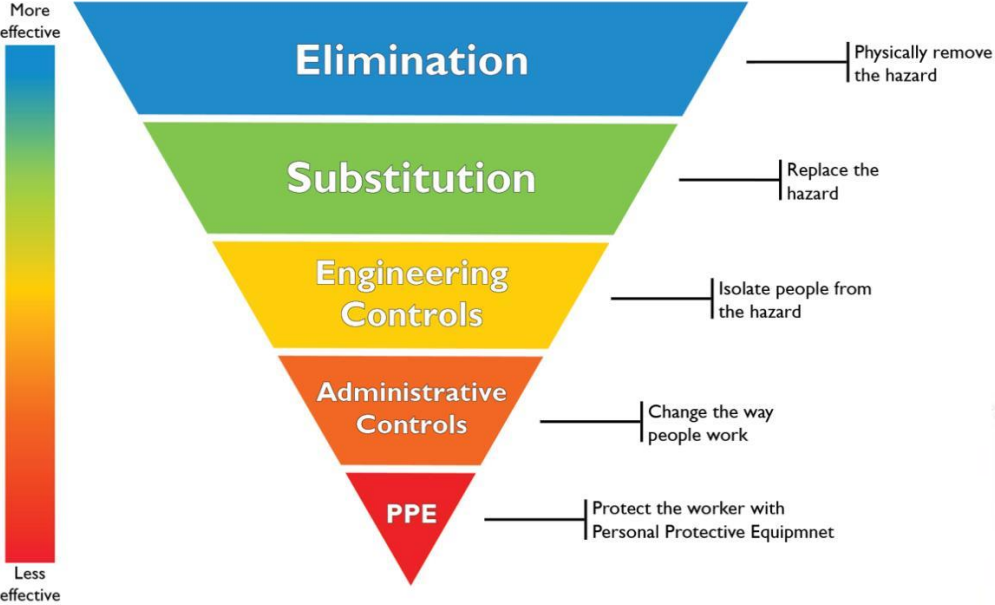 More
effective
Elimination
Physically remove
the hazard
Substitution
Replace the
hazard
Engineering
Controls
Isolate people from
the hazard
Administrative
Controls
Change the way
people work
PPE
Protect the worker with
Personal Protective Equipmnet
Less
effective